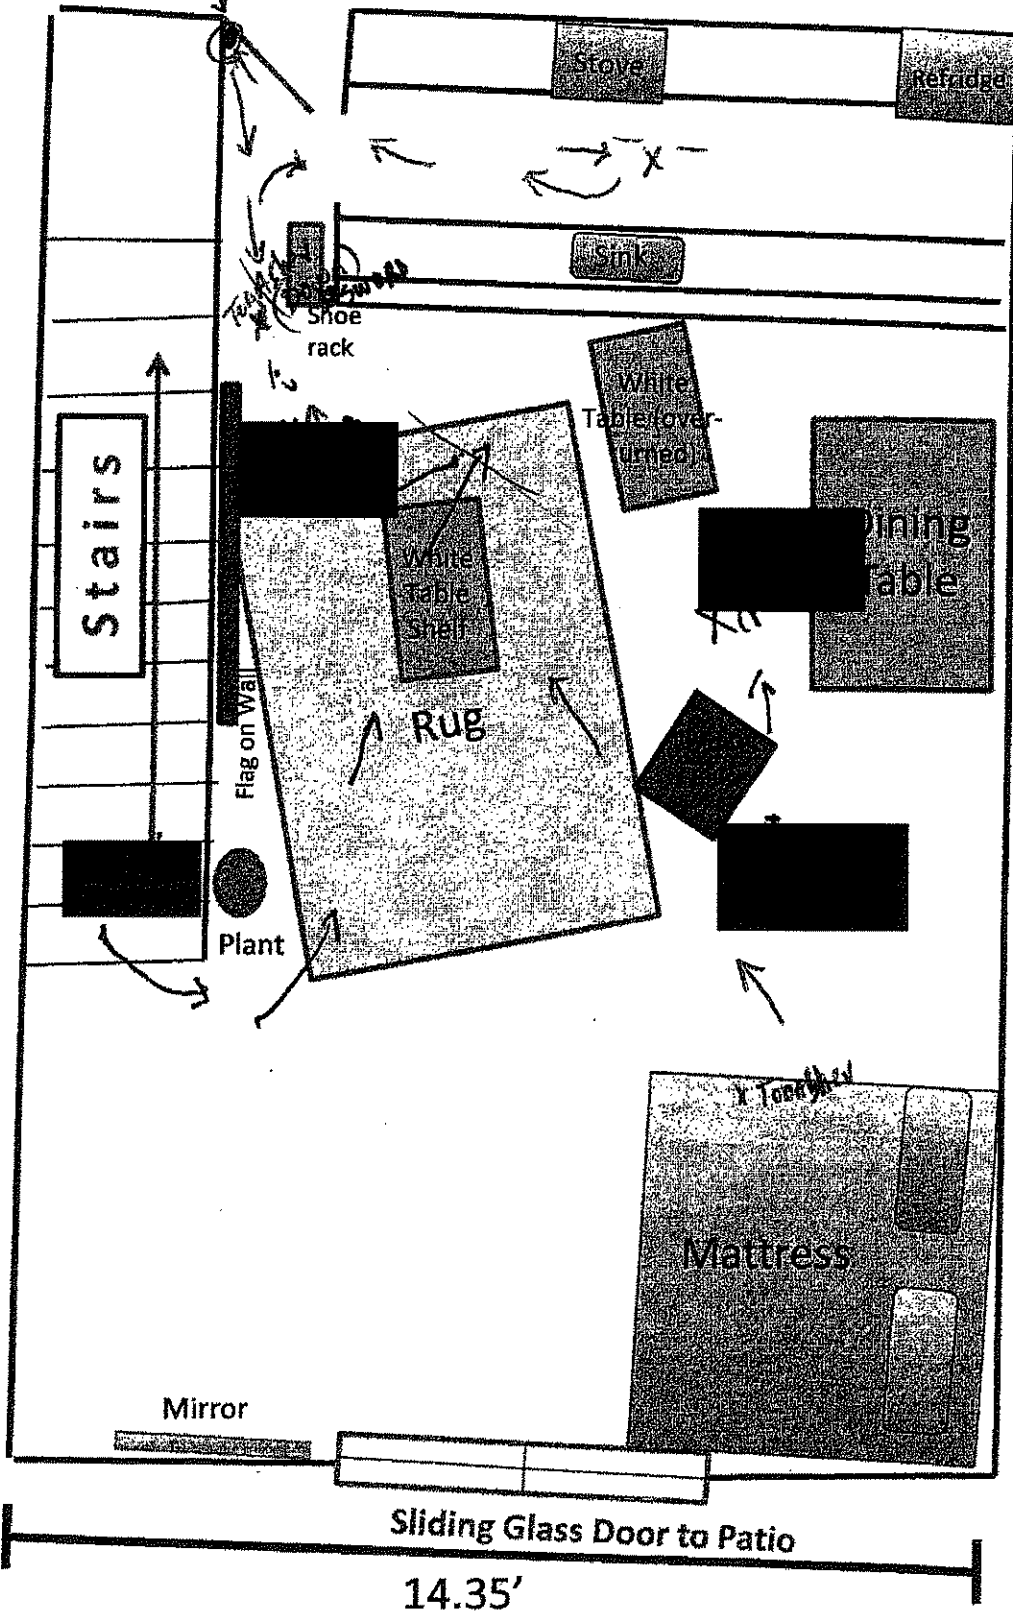 Stove
Refridge
X
Sink
SWORD
Shoe
rack
White
Table (over-
turned)
Stairs
Dining
Table
White
Table
Shelf
Flag on Wall
Rug
Plant
X
Mattress
Mirror
Sliding Glass Door to Patio
14.35'